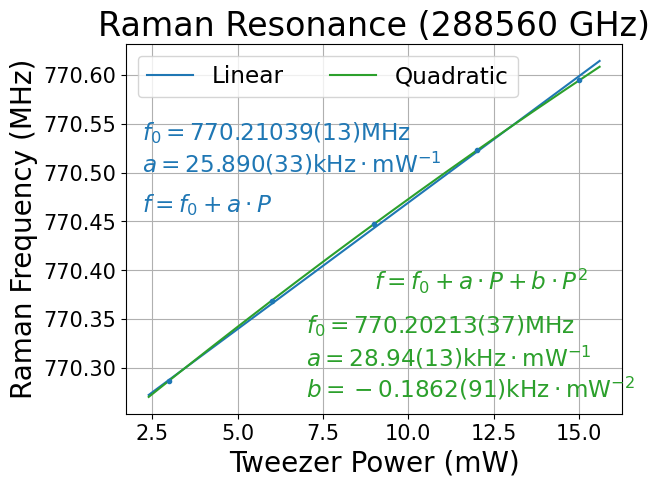 Raman Resonance (288560 GHz)
Linear
Quadratic
f₀ = 770.21039(13)MHz
a = 25.890(33)kHz · mW⁻¹
f = f₀ + a · P
f = f₀ + a · P + b · P²
f₀ = 770.20213(37)MHz
a = 28.94(13)kHz · mW⁻¹
b = −0.1862(91)kHz · mW⁻²
Raman Frequency (MHz)
770.60
770.55
770.50
770.45
770.40
770.35
770.30
2.5 5.0 7.5 10.0 12.5 15.0
Tweezer Power (mW)